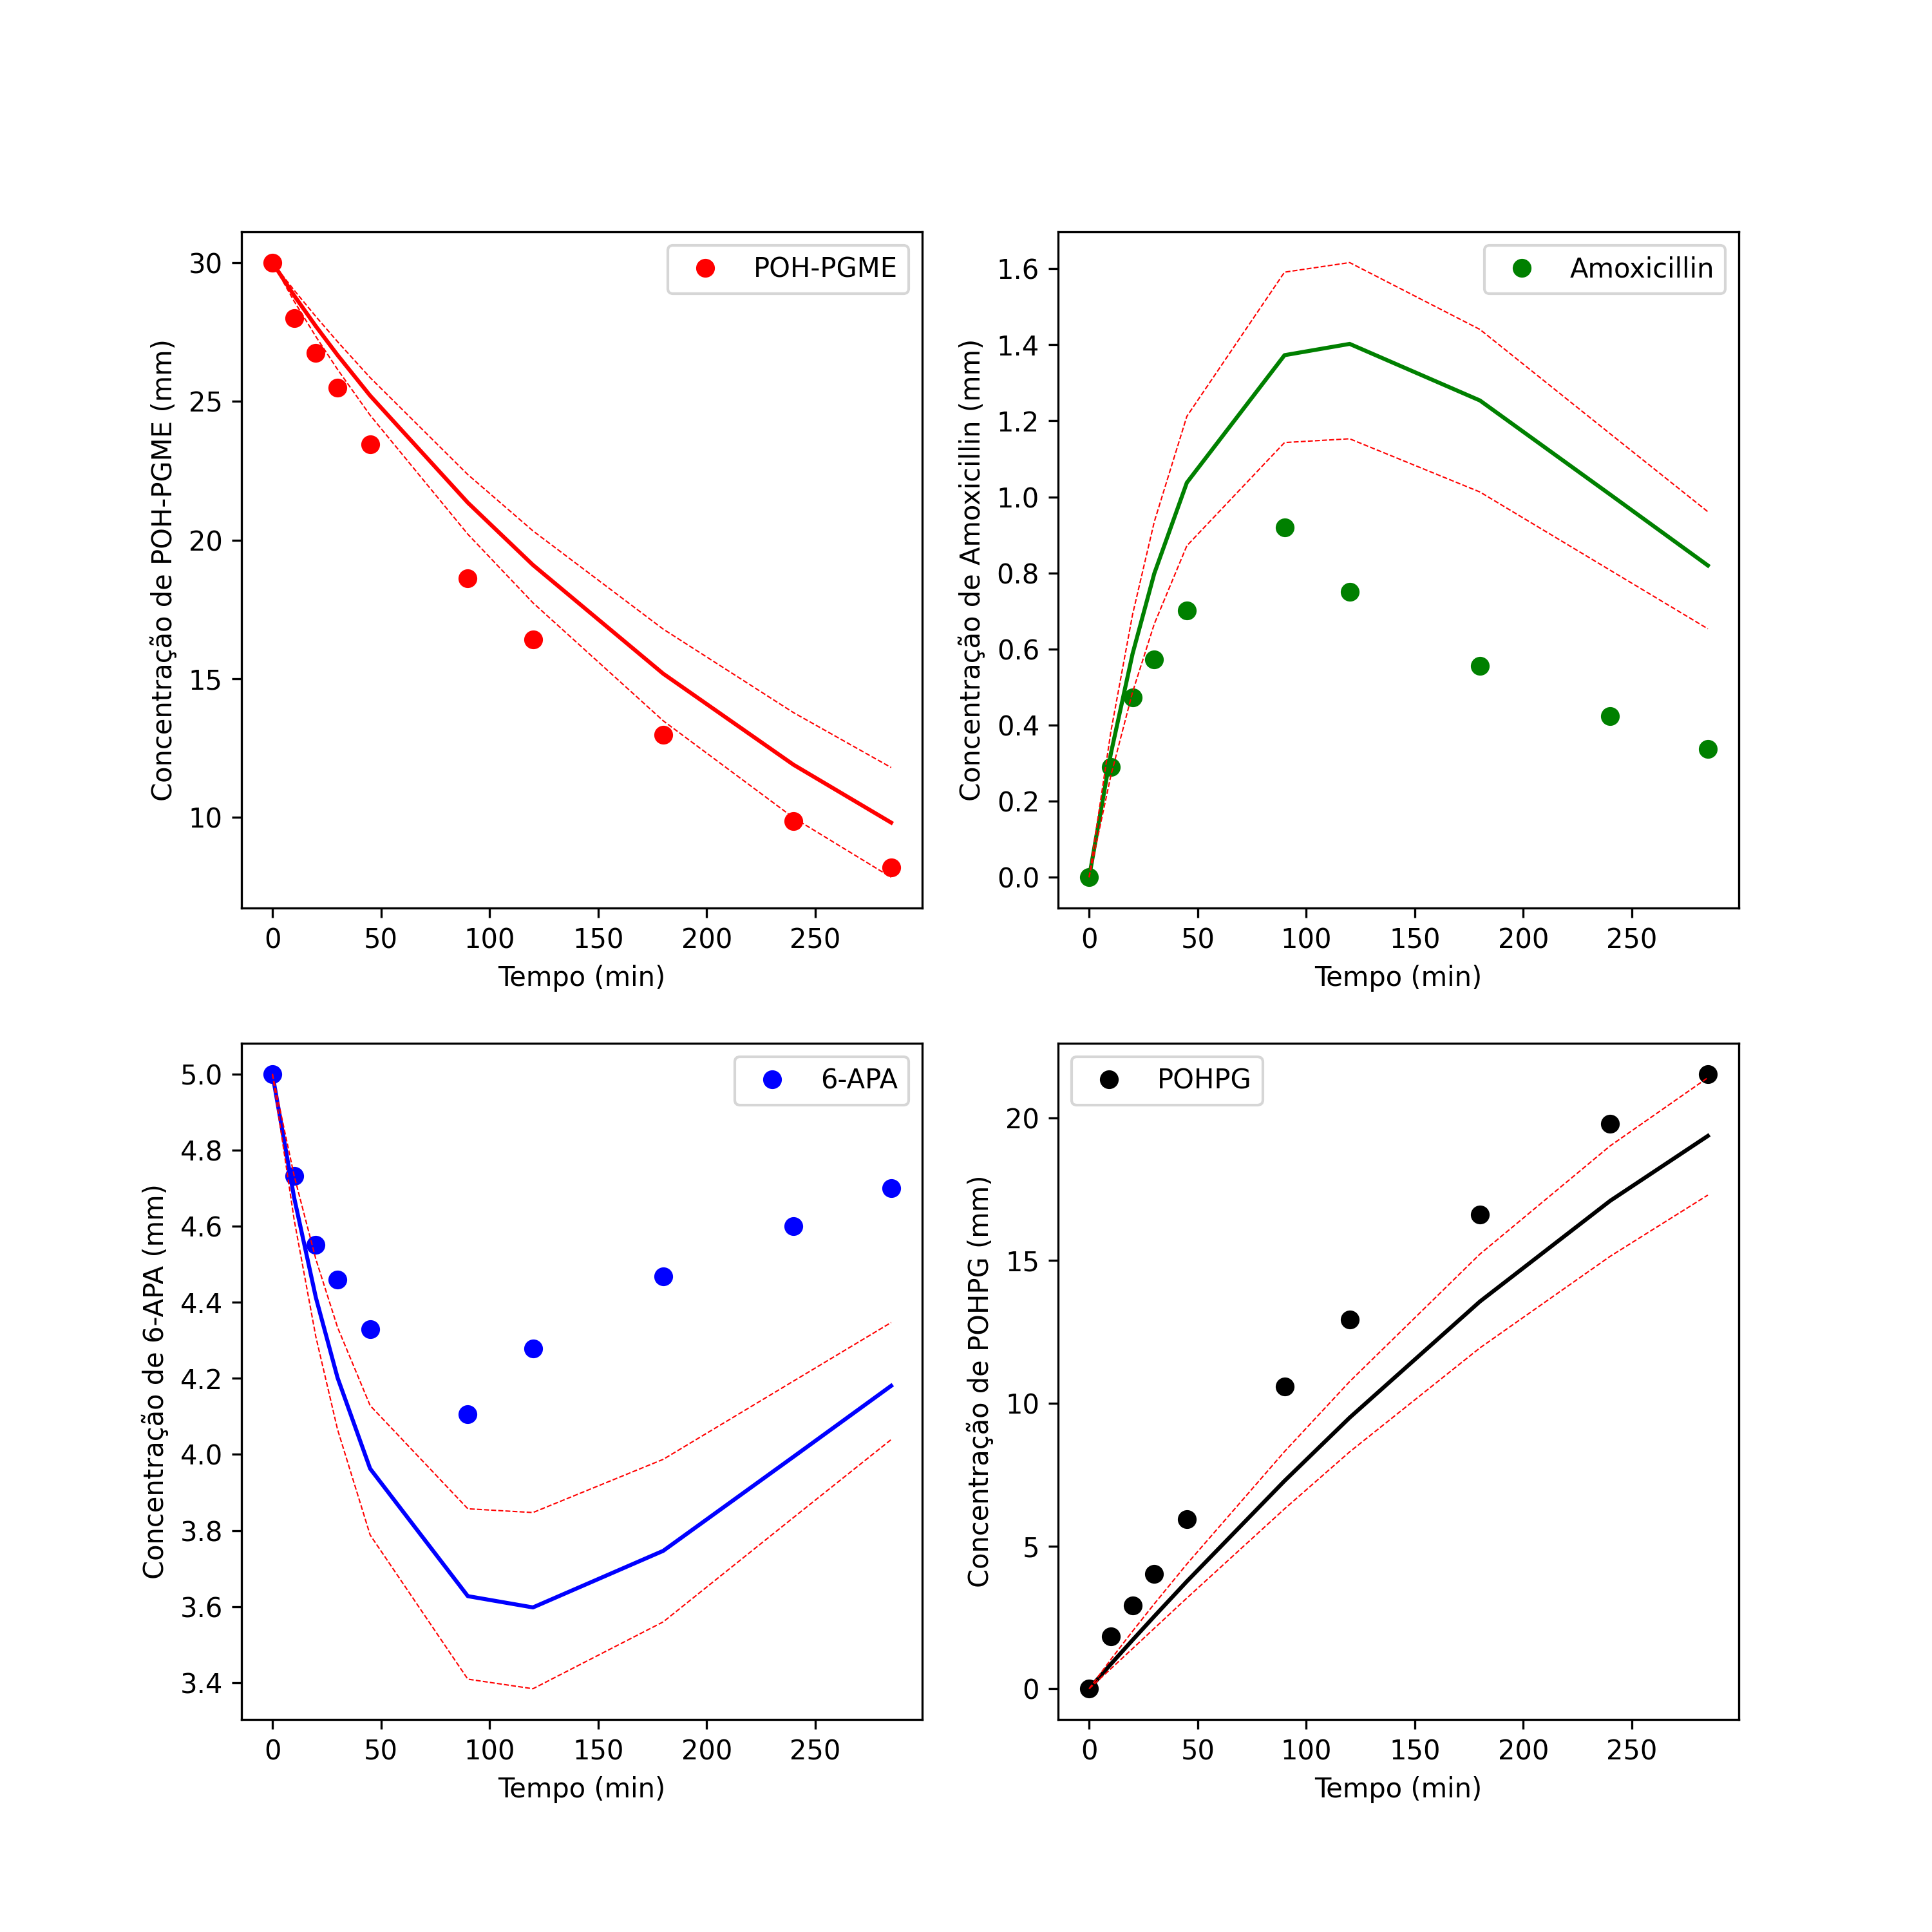 POH-PGME
30
25
20
15
10
Concentração de POH-PGME (mm)
0 50 100 150 200 250
Tempo (min)
Amoxicillin
1.6
1.4
1.2
1.0
0.8
0.6
0.4
0.2
0.0
Concentração de Amoxicillin (mm)
0 50 100 150 200 250
Tempo (min)
6-APA
5.0
4.8
4.6
4.4
4.2
4.0
3.8
3.6
3.4
Concentração de 6-APA (mm)
0 50 100 150 200 250
Tempo (min)
POHPG
20
15
10
5
0
Concentração de POHPG (mm)
0 50 100 150 200 250
Tempo (min)